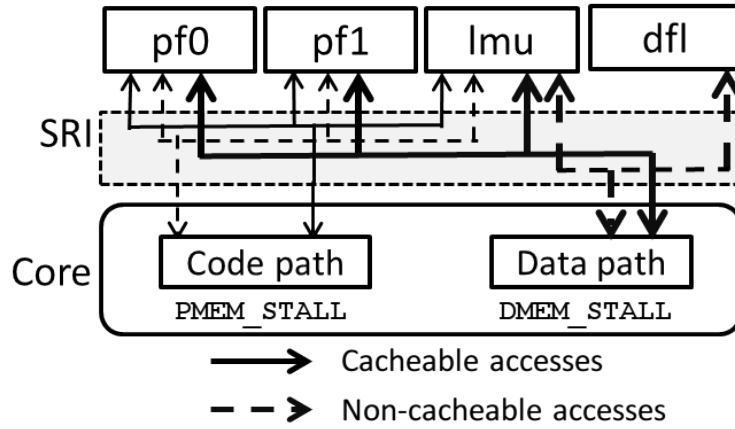 pf0 pf1 lmu dfl
SRI
Core
Code path Data path
PMEM_STALL DMEM_STALL
Cacheable accesses
Non-cacheable accesses